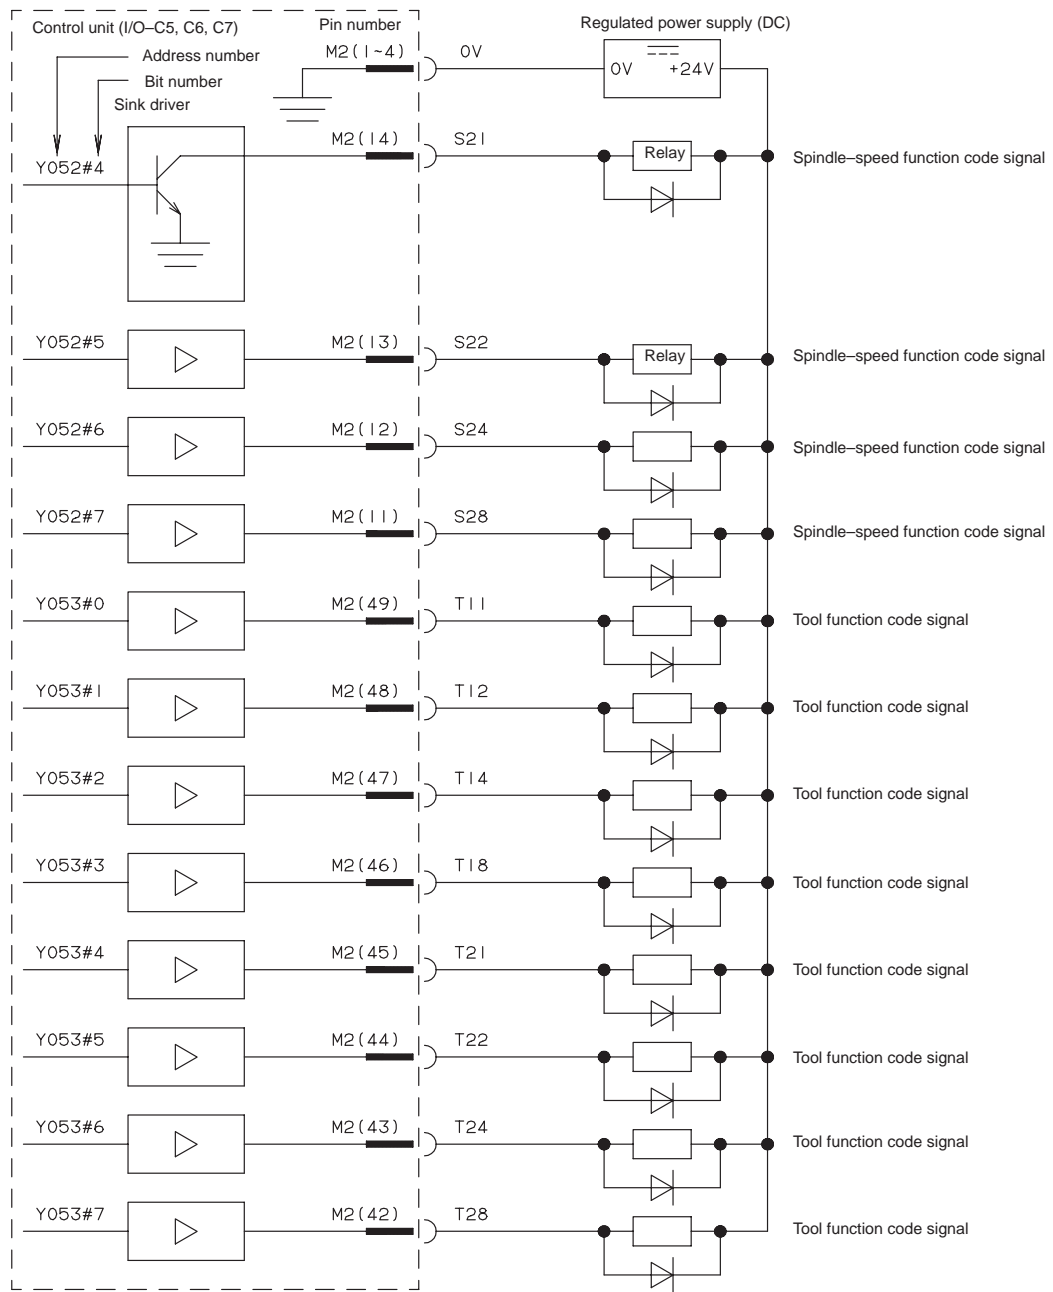 Control unit (I/O–C5, C6, C7)
Pin number
Regulated power supply (DC)
Address number
M2(1~4)
0V
0V
+24V
Bit number
Sink driver
Y052#4
M2(14)
S21
Relay
Spindle–speed function code signal
Y052#5
M2(13)
S22
Relay
Spindle–speed function code signal
Y052#6
M2(12)
S24
Spindle–speed function code signal
Y052#7
M2(11)
S28
Spindle–speed function code signal
Y053#0
M2(49)
T11
Tool function code signal
Y053#1
M2(48)
T12
Tool function code signal
Y053#2
M2(47)
T14
Tool function code signal
Y053#3
M2(46)
T18
Tool function code signal
Y053#4
M2(45)
T21
Tool function code signal
Y053#5
M2(44)
T22
Tool function code signal
Y053#6
M2(43)
T24
Tool function code signal
Y053#7
M2(42)
T28
Tool function code signal